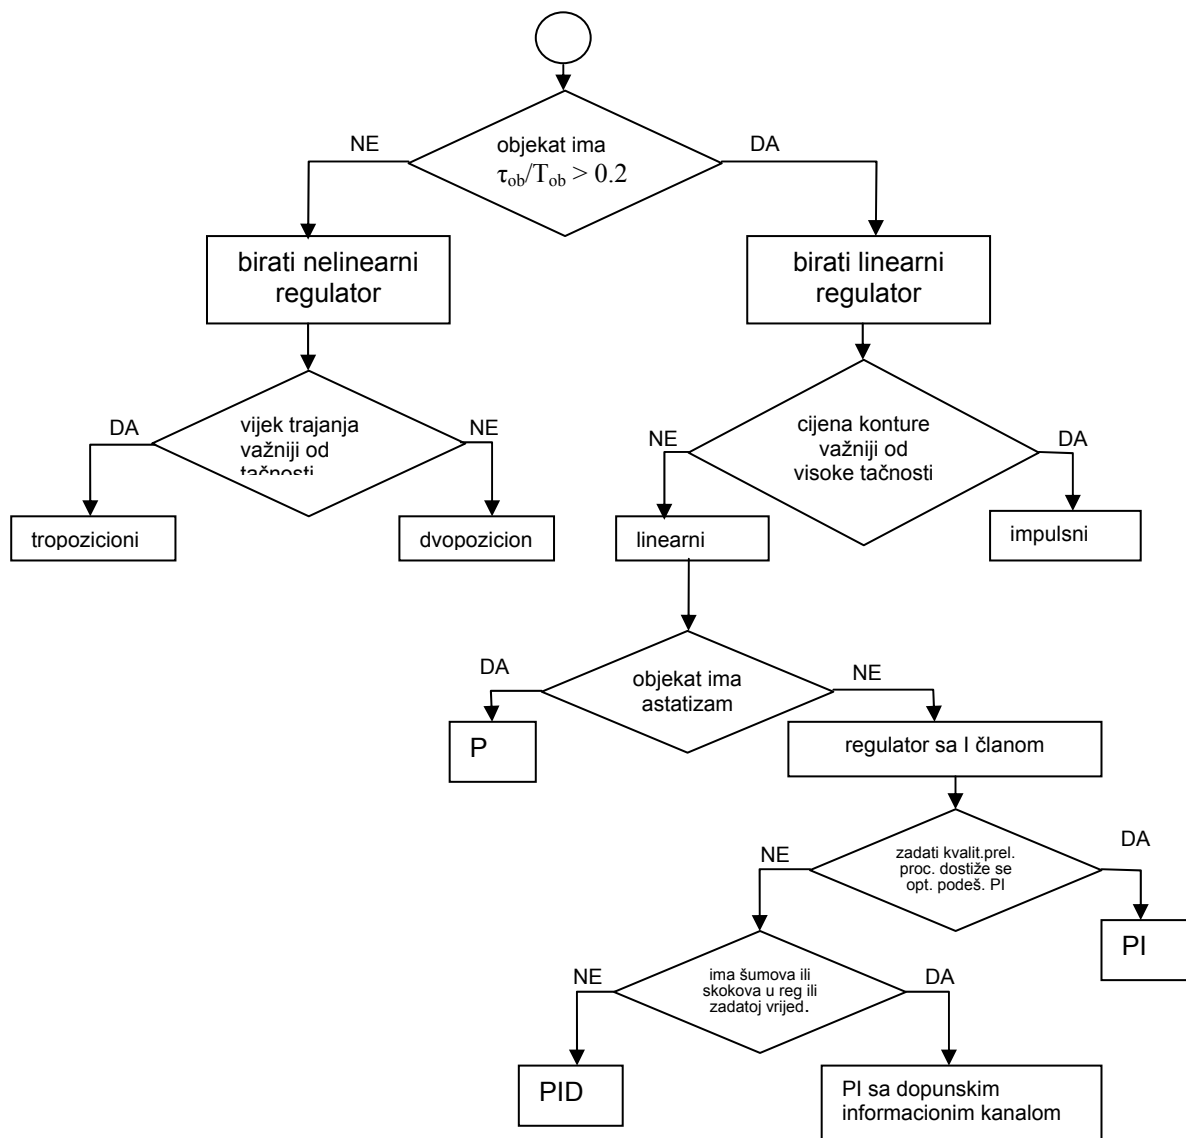 NE
objekat ima
DA
τob/Tob > 0.2
birati nelinearni
regulator
birati linearni
regulator
DA
vijek trajanja
važniji od
tačnosti
NE
NE
cijena konture
važniji od
visoke tačnosti
DA
tropozicioni
dvopozicion
linearni
impulsni
DA
objekat ima
astatizam
NE
P
regulator sa I članom
NE
zadati kvalit.prel.
proc. dostiže se
opt. podeš. PI
DA
PI
NE
ima šumova ili
skokova u reg ili
zadatoj vrijed.
DA
PID
PI sa dopunskim
informacionim kanalom